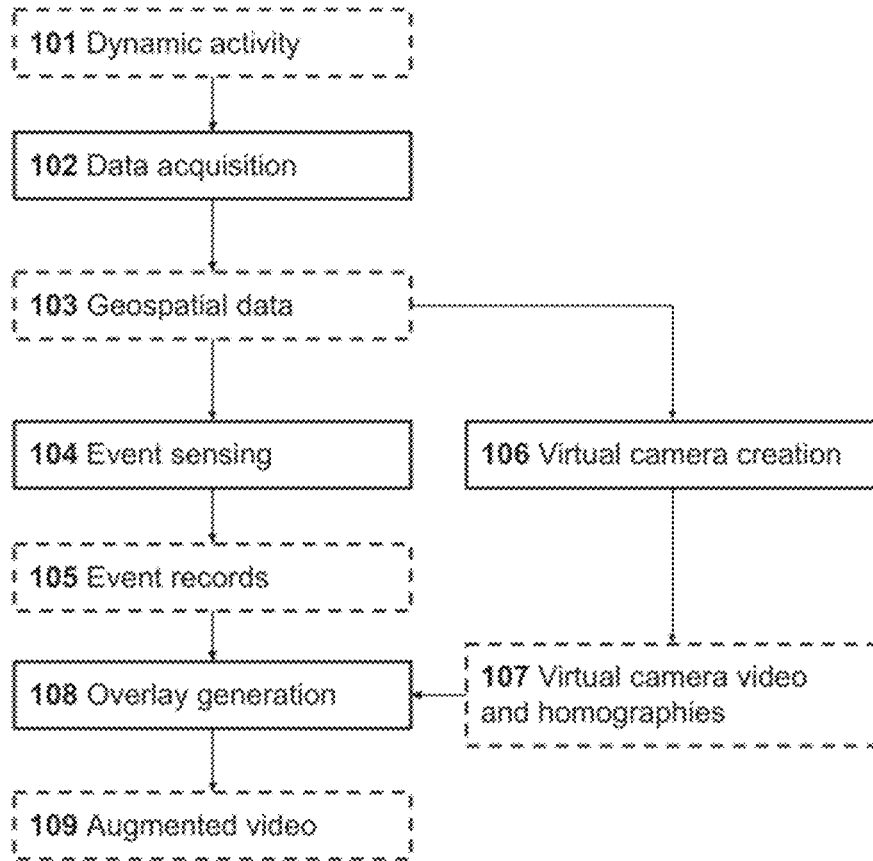 101 Dynamic activity
102 Data acquisition
103 Geospatial data
104 Event sensing
106 Virtual camera creation
105 Event records
108 Overlay generation
107 Virtual camera video
and homographies
109 Augmented video